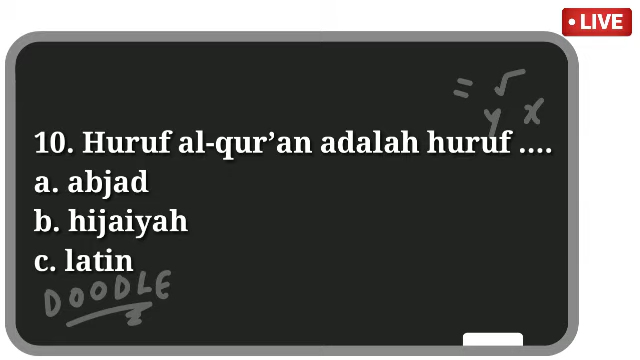 • LIVE
= √
y x
10. Huruf al-qur’an adalah huruf ....
a. abjad
b. hijaiyah
c. latin
DOODLE